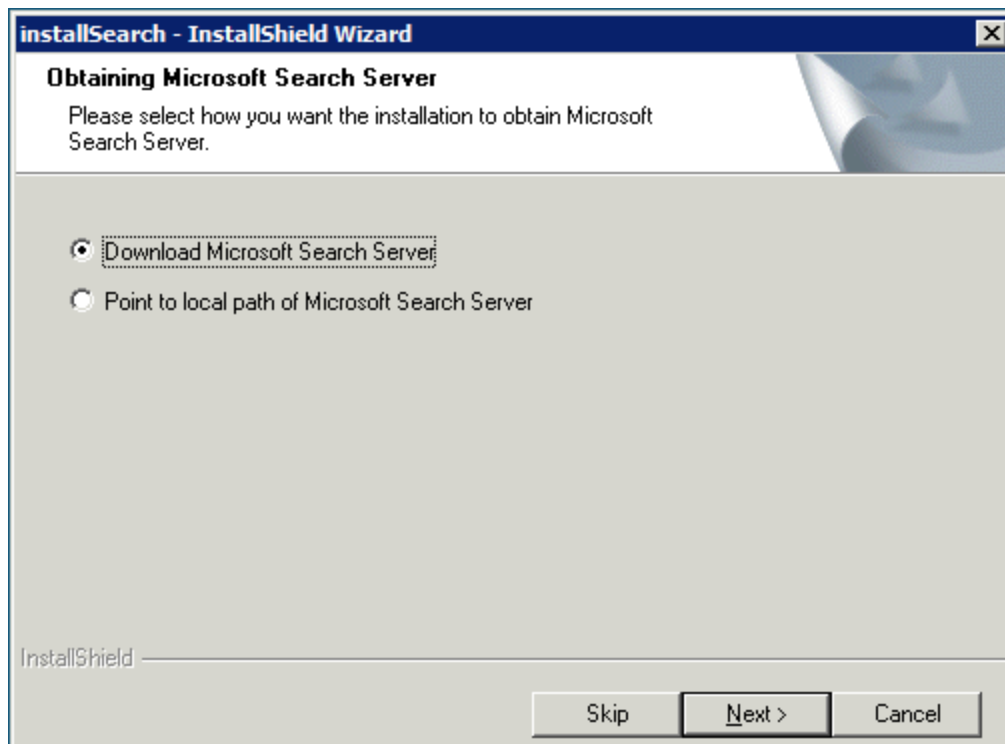 installSearch - InstallShield Wizard
Obtaining Microsoft Search Server
Please select how you want the installation to obtain Microsoft
Search Server.
Download Microsoft Search Server
Point to local path of Microsoft Search Server
InstallShield
Skip
Next >
Cancel